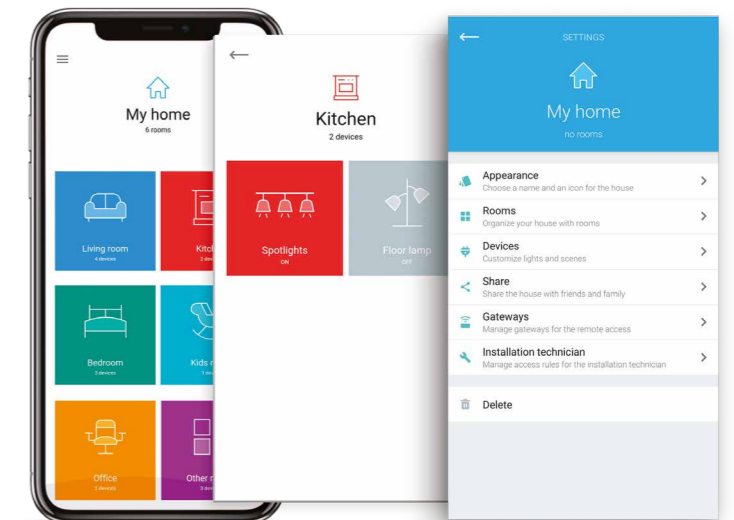 My home
6 rooms
Living room
4 devices
Bedroom
3 devices
Office
Kids
Other
Kitchen
2 devices
Spotlights
ON
Floor lamp
OFF
SETTINGS
My home
no rooms
Appearance
Choose a name and an icon for the house
Rooms
Organize your house with rooms
Devices
Customize lights and scenes
Share
Share the house with friends and family
Gateways
Manage gateways for the remote access
Installation technician
Manage access rules for the installation technician
Delete